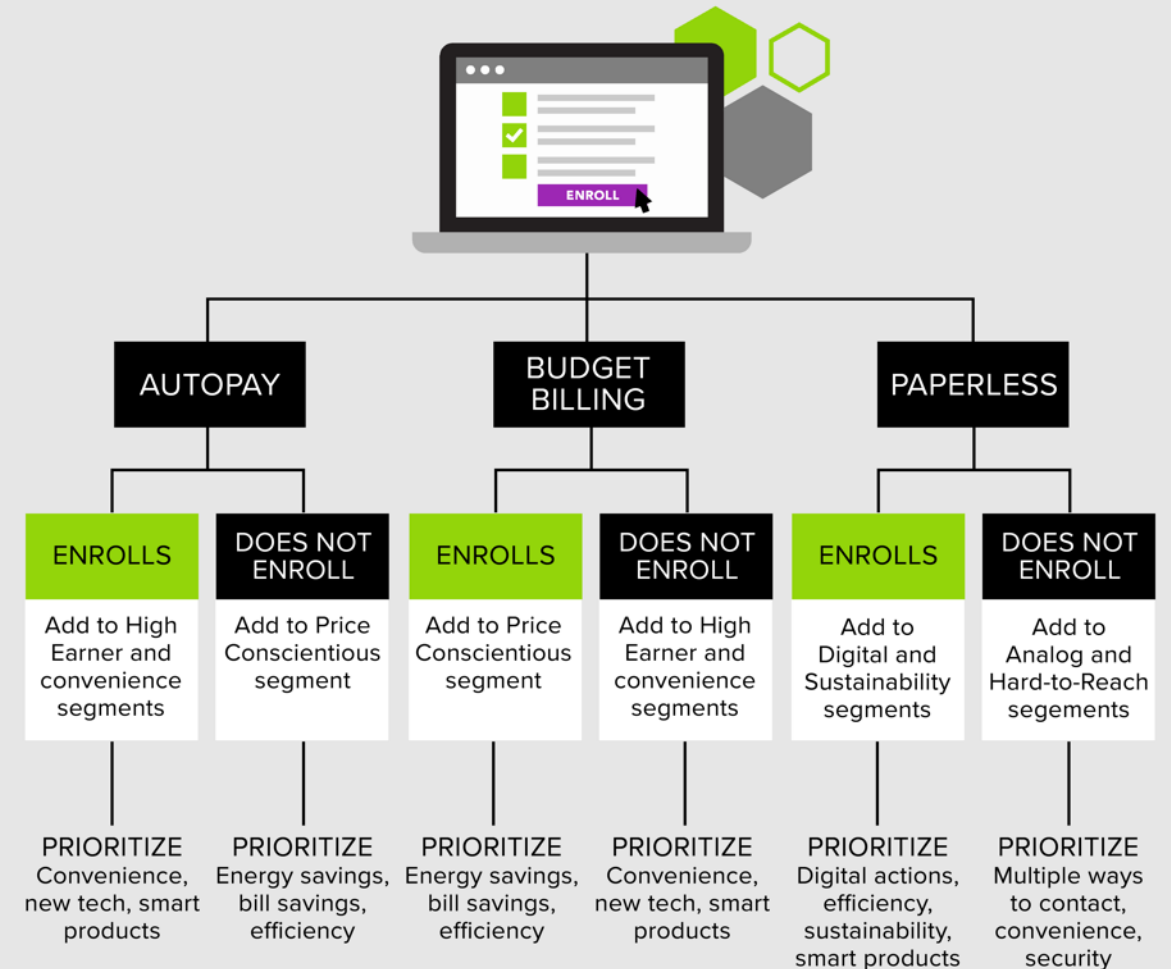 ENROLL
AUTOPAY
BUDGET
BILLING
PAPERLESS
ENROLLS
Add to High
Earner and
convenience
segments
PRIORITIZE
Convenience,
new tech, smart
products
DOES NOT
ENROLL
Add to Price
Conscientious
segment
PRIORITIZE
Energy savings,
bill savings,
efficiency
ENROLLS
Add to Price
Conscientious
segment
PRIORITIZE
Energy savings,
bill savings,
efficiency
DOES NOT
ENROLL
Add to High
Earner and
convenience
segments
PRIORITIZE
Convenience,
new tech, smart
products
ENROLLS
Add to
Digital and
Sustainability
segments
PRIORITIZE
Digital actions,
efficiency,
sustainability,
smart products
DOES NOT
ENROLL
Add to
Analog and
Hard-to-Reach
segements
PRIORITIZE
Multiple ways
to contact,
convenience,
security